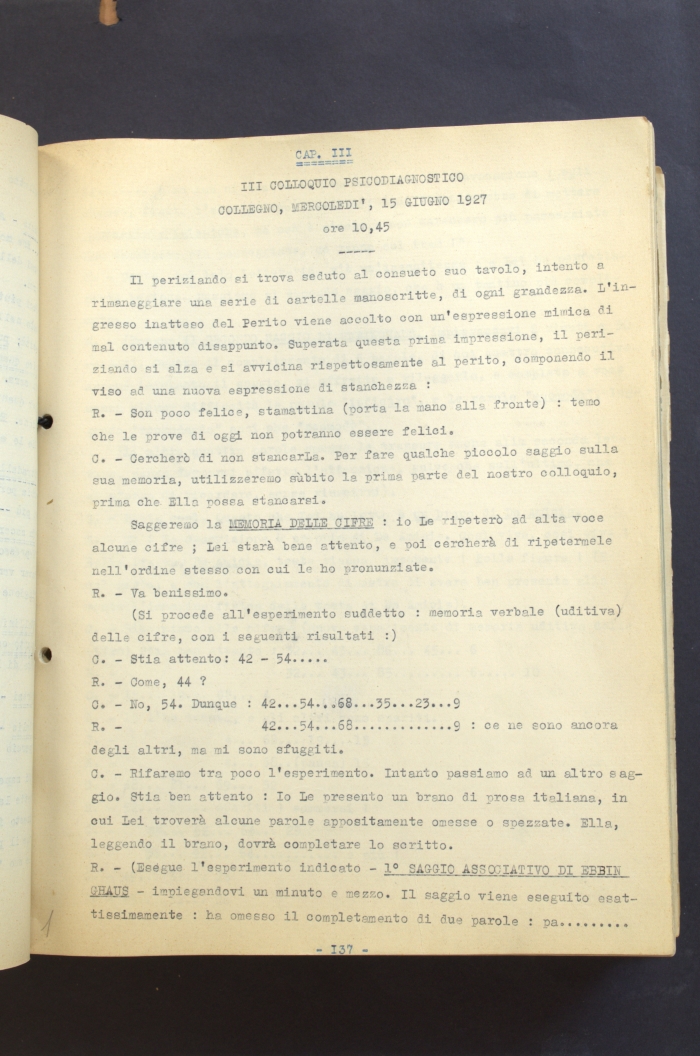 CAP. III
III COLLOQUIO PSICODIAGNOSTICO
COLLEGNO, MERCOLEDI', 15 GIUGNO 1927
ore 10,45
Il periziando si trova seduto al consueto suo tavolo, intento a
rimaneggiare una serie di cartelle manoscritte, di ogni grandezza. L'in-
gresso inatteso del Perito viene accolto con un'espressione mimica di
mal contenuto disappunto. Superata questa prima impressione, il peri-
ziando si alza e si avvicina rispettosamente al perito, componendo il
viso ad una nuova espressione di stanchezza :
R. - Son poco felice, stamattina (porta la mano alla fronte) : temo
che le prove di oggi non potranno essere felici.
C. - Cercherò di non stancarLa. Per fare qualche piccolo saggio sulla
sua memoria, utilizzeremo sùbito la prima parte del nostro colloquio,
prima che Ella possa stancarsi.
Saggeremo la MEMORIA DELLE CIFRE : io Le ripeterò ad alta voce
alcune cifre ; Lei starà bene attento, e poi cercherà di ripetermele
nell'ordine stesso con cui le ho pronunziate.
R. - Va benissimo.
(Si procede all'esperimento suddetto : memoria verbale (uditiva)
delle cifre, con i seguenti risultati :)
C. - Stia attento: 42 - 54.....
R. - Come, 44 ?
C. - No, 54. Dunque : 42...54...68...35...23...9
R. - 42...54...68.............9 : ce ne sono ancora
degli altri, ma mi sono sfuggiti.
C. - Rifaremo tra poco l'esperimento. Intanto passiamo ad un altro sag-
gio. Stia ben attento : Io Le presento un brano di prosa italiana, in
cui Lei troverà alcune parole appositamente omesse o spezzate. Ella,
leggendo il brano, dovrà completare lo scritto.
R. - (Esegue l'esperimento indicato - 1° SAGGIO ASSOCIATIVO DI EBBIN
GHAUS - impiegandovi un minuto e mezzo. Il saggio viene eseguito esat-
tissimamente : ha omesso il completamento di due parole : pa.........
- I37 -
1